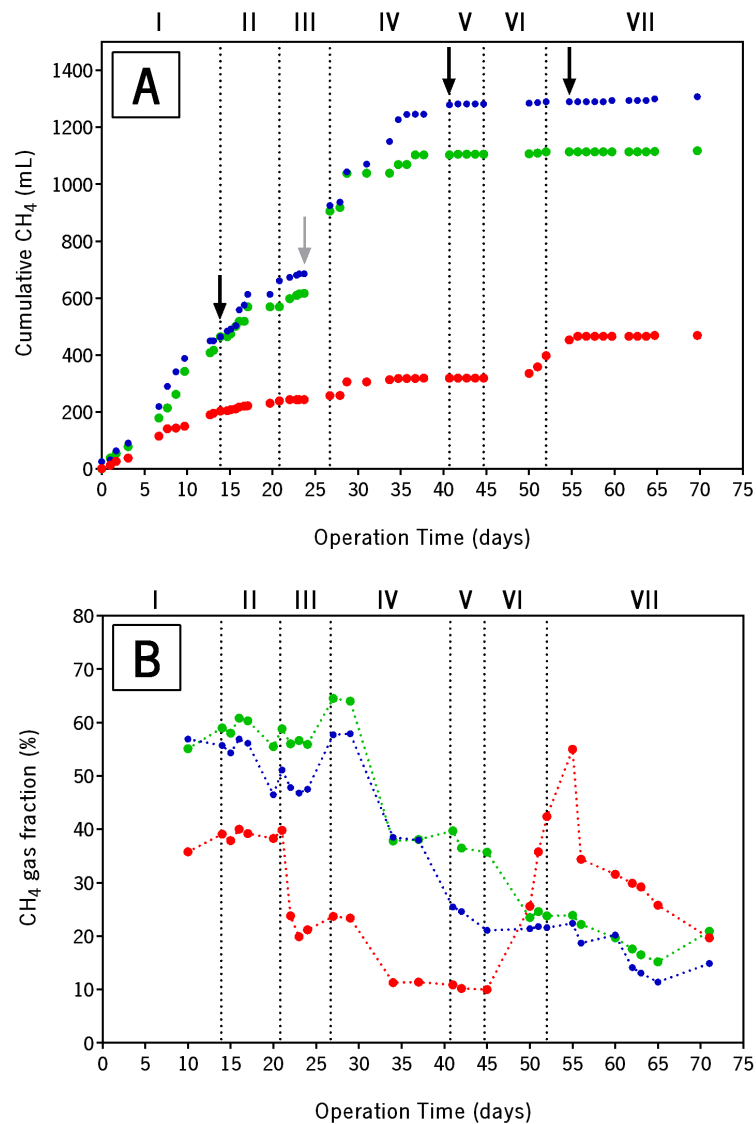 I II III IV V VI VII
A
Cumulative CH4 (mL)
1400
1200
1000
800
600
400
200
0
0 5 10 15 20 25 30 35 40 45 50 55 60 65 70 75
Operation Time (days)
I II III IV V VI VII
B
CH4 gas fraction (%)
80
70
60
50
40
30
20
10
0
0 5 10 15 20 24 30 35 40 45 50 55 60 65 71 75
Operation Time (days)